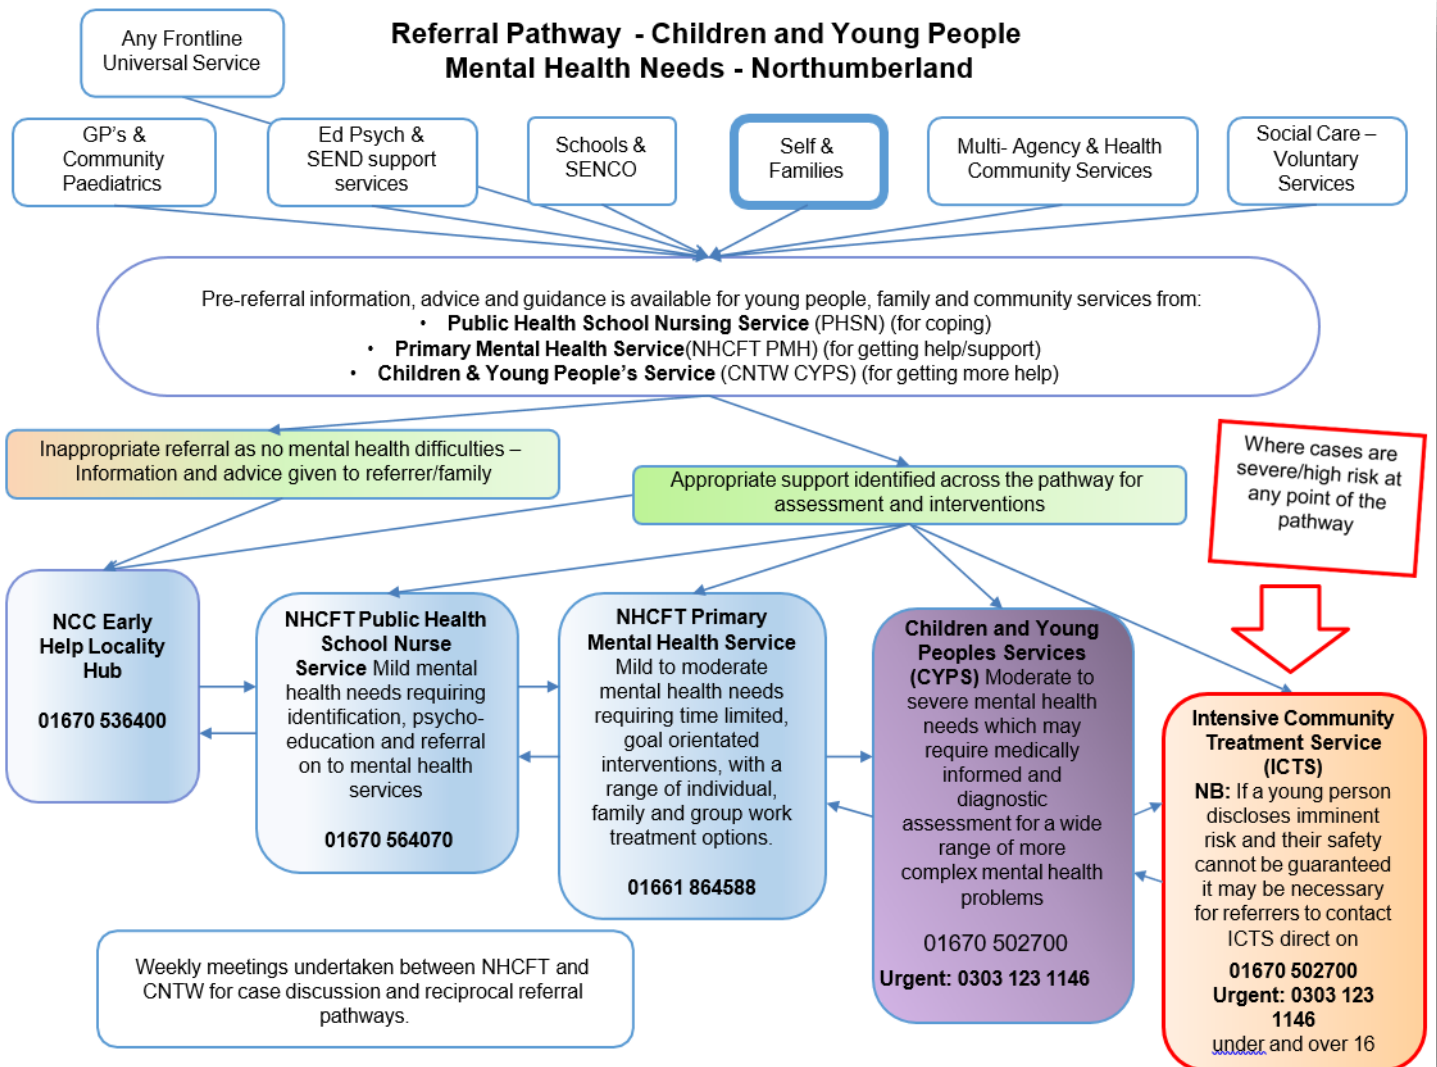 Referral Pathway - Children and Young People
Mental Health Needs - Northumberland
Any Frontline
Universal Service
GP's &
Community
Paediatrics
Ed Psych &
SEND support
services
Schools &
SENCO
Self &
Families
Multi- Agency & Health
Community Services
Social Care –
Voluntary
Services
Pre-referral information, advice and guidance is available for young people, family and community services from:
• Public Health School Nursing Service (PHSN) (for coping)
• Primary Mental Health Service(NHCFT PMH) (for getting help/support)
• Children & Young People's Service (CNTW CYPS) (for getting more help)
Inappropriate referral as no mental health difficulties –
Information and advice given to referrer/family
Appropriate support identified across the pathway for
assessment and interventions
Where cases are
severe/high risk at
any point of the
pathway
NCC Early
Help Locality
Hub
01670 536400
NHCFT Public Health
School Nurse
Service Mild mental
health needs requiring
identification, psycho-
education and referral
on to mental health
services
01670 564070
NHCFT Primary
Mental Health Service
Mild to moderate
mental health needs
requiring time limited,
goal orientated
interventions, with a
range of individual,
family and group work
treatment options.
01661 864588
Children and Young
Peoples Services
(CYPS) Moderate to
severe mental health
needs which may
require medically
informed and
diagnostic
assessment for a wide
range of more
complex mental health
problems
01670 502700
Urgent: 0303 123 1146
Intensive Community
Treatment Service
(ICTS)
NB: If a young person
discloses imminent
risk and their safety
cannot be guaranteed
it may be necessary
for referrers to contact
ICTS direct on
01670 502700
Urgent: 0303 123
1146
under and over 16
Weekly meetings undertaken between NHCFT and
CNTW for case discussion and reciprocal referral
pathways.